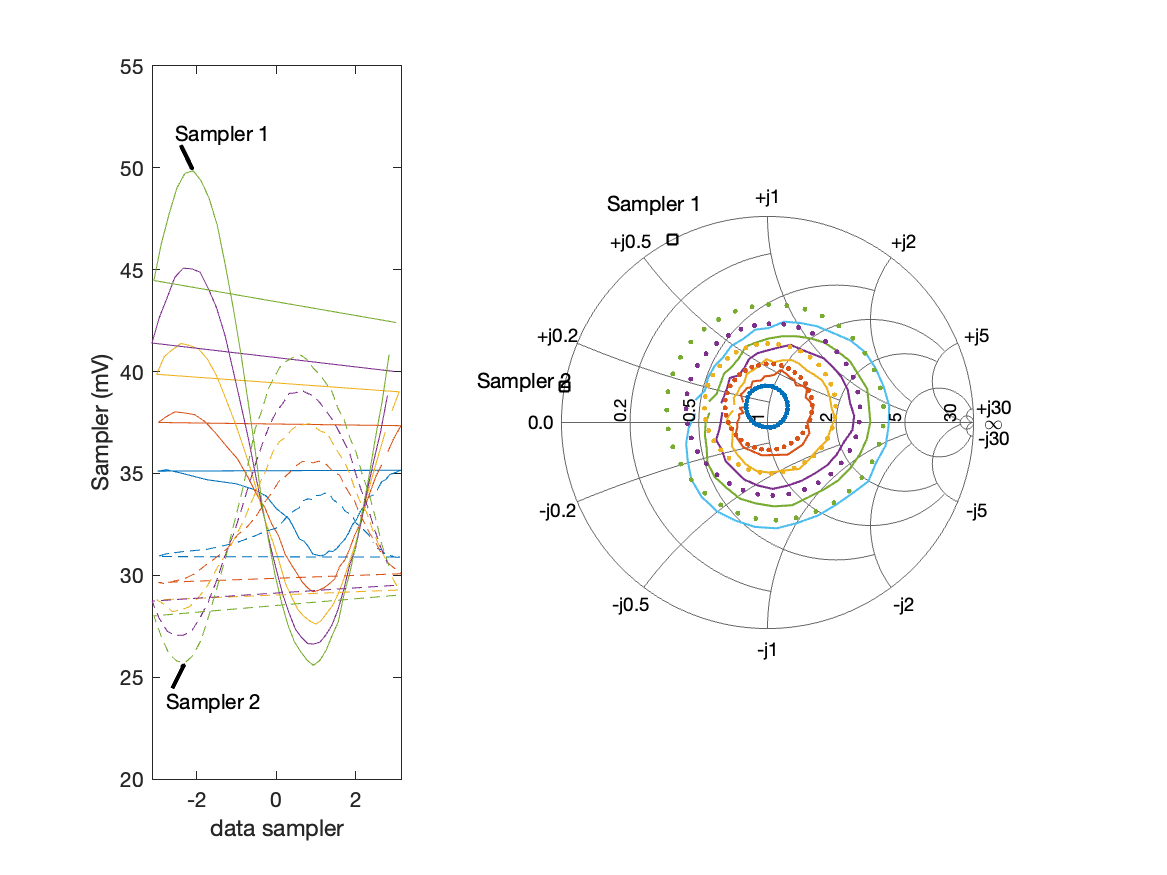 55
50
45
40
35
30
25
20
-2
0
2
data sampler
Sampler (mV)
Sampler 1
Sampler 2
Sampler 1
Sampler 2
+j1
+j0.5
+j2
+j0.2
+j5
0.0
0.2
0.5
1
2
5
30
+j30
∞
-j30
-j0.2
-j5
-j0.5
-j2
-j1